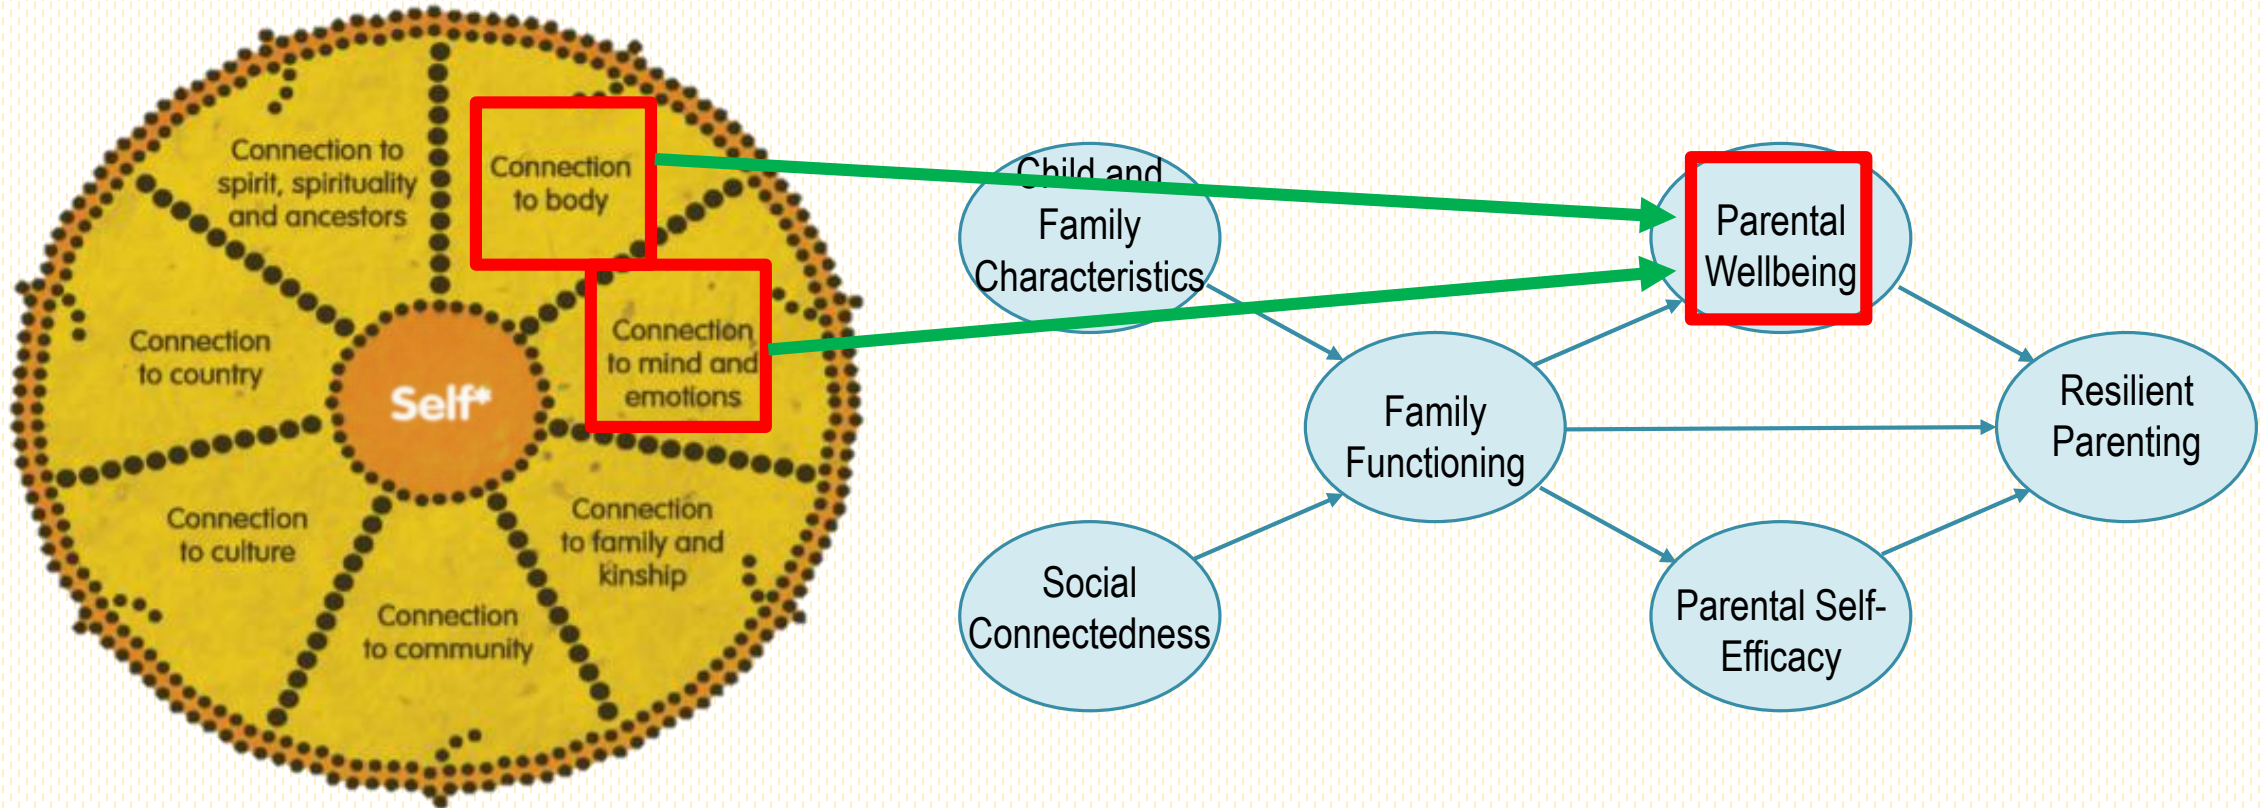 Connection to
spirit, spirituality
and ancestors
Connection
to body
Connection
to mind and
emotions
Connection
to country
Self*
Connection
to culture
Connection
to family and
kinship
Connection
to community
Child and
Family
Characteristics
Parental
Wellbeing
Family
Functioning
Resilient
Parenting
Social
Connectedness
Parental Self-
Efficacy